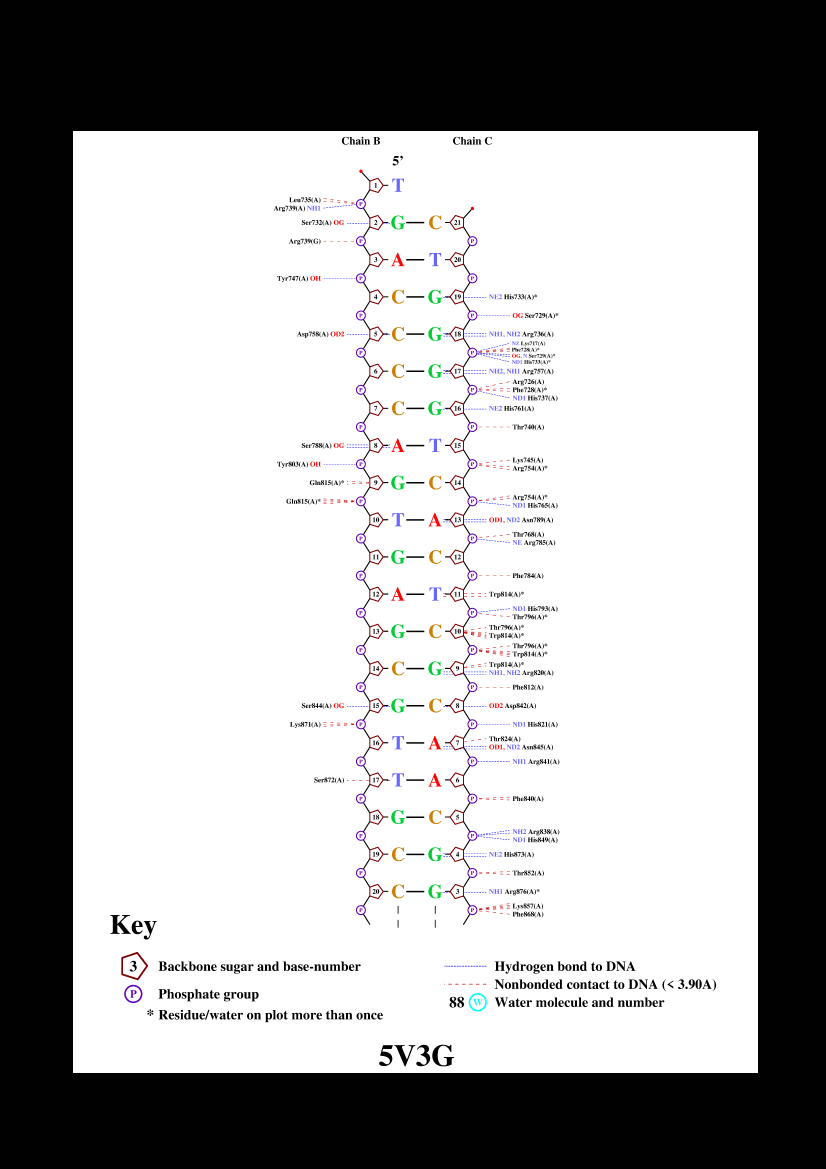 Chain B Chain C
5’
1 T
Leu735(A)
P
Arg739(A) NH1
Ser732(A) OG 2 G C 21
Arg739(G) P P
3 A T 20
Tyr747(A) OH P P
4 C G 19 NE2 His733(A)*
P P OG Ser729(A)*
Asp758(A) OD2 5 C G 18 NH1, NH2 Arg736(A)
NZ Lys717(A)
Phe728(A)*
P P
OG, N Ser729(A)*
ND1 His733(A)*
6 C G 17 NH2, NH1 Arg757(A)
Arg726(A)
P P Phe728(A)*
ND1 His737(A)
7 C G 16 NE2 His761(A)
P P Thr740(A)
Ser788(A) OG 8 A T 15
Lys745(A)
Tyr803(A) OH P P
Arg754(A)*
Gln815(A)* 9 G C 14
Arg754(A)*
Gln815(A)* P P
ND1 His765(A)
10 T A 13 OD1, ND2 Asn789(A)
Thr768(A)
P P
NE Arg785(A)
11 G C 12
P P Phe784(A)
12 A T 11 Trp814(A)*
ND1 His793(A)
P P
Thr796(A)*
Thr796(A)*
13 G C 10
Trp814(A)*
Thr796(A)*
P P
Trp814(A)*
Trp814(A)*
14 C G 9
NH1, NH2 Arg820(A)
P P Phe812(A)
Ser844(A) OG 15 G C 8 OD2 Asp842(A)
Lys871(A) P P ND1 His821(A)
Thr824(A)
16 T A 7
OD1, ND2 Asn845(A)
P P NH1 Arg841(A)
Ser872(A) 17 T A 6
P P Phe840(A)
18 G C 5
NH2 Arg838(A)
P P
ND1 His849(A)
19 C G 4 NE2 His873(A)
P P Thr852(A)
20 C G 3 NH1 Arg876(A)*
Lys857(A)
P P
Phe868(A)
Key
3 Backbone sugar and base-number
P Phosphate group
* Residue/water on plot more than once
Hydrogen bond to DNA
Nonbonded contact to DNA (< 3.90A)
88 W Water molecule and number
5V3G